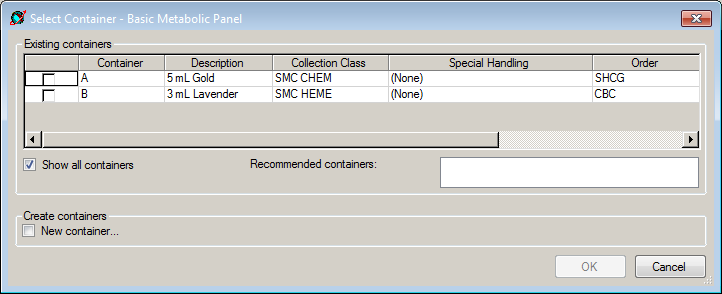 Select Container - Basic Metabolic Panel
Existing containers
Container Description Collection Class Special Handling Order
A 5 mL Gold SMC CHEM (None) SHCG
B 3 mL Lavender SMC HEME (None) CBC
Show all containers Recommended containers:
Create containers
New container...
OK Cancel